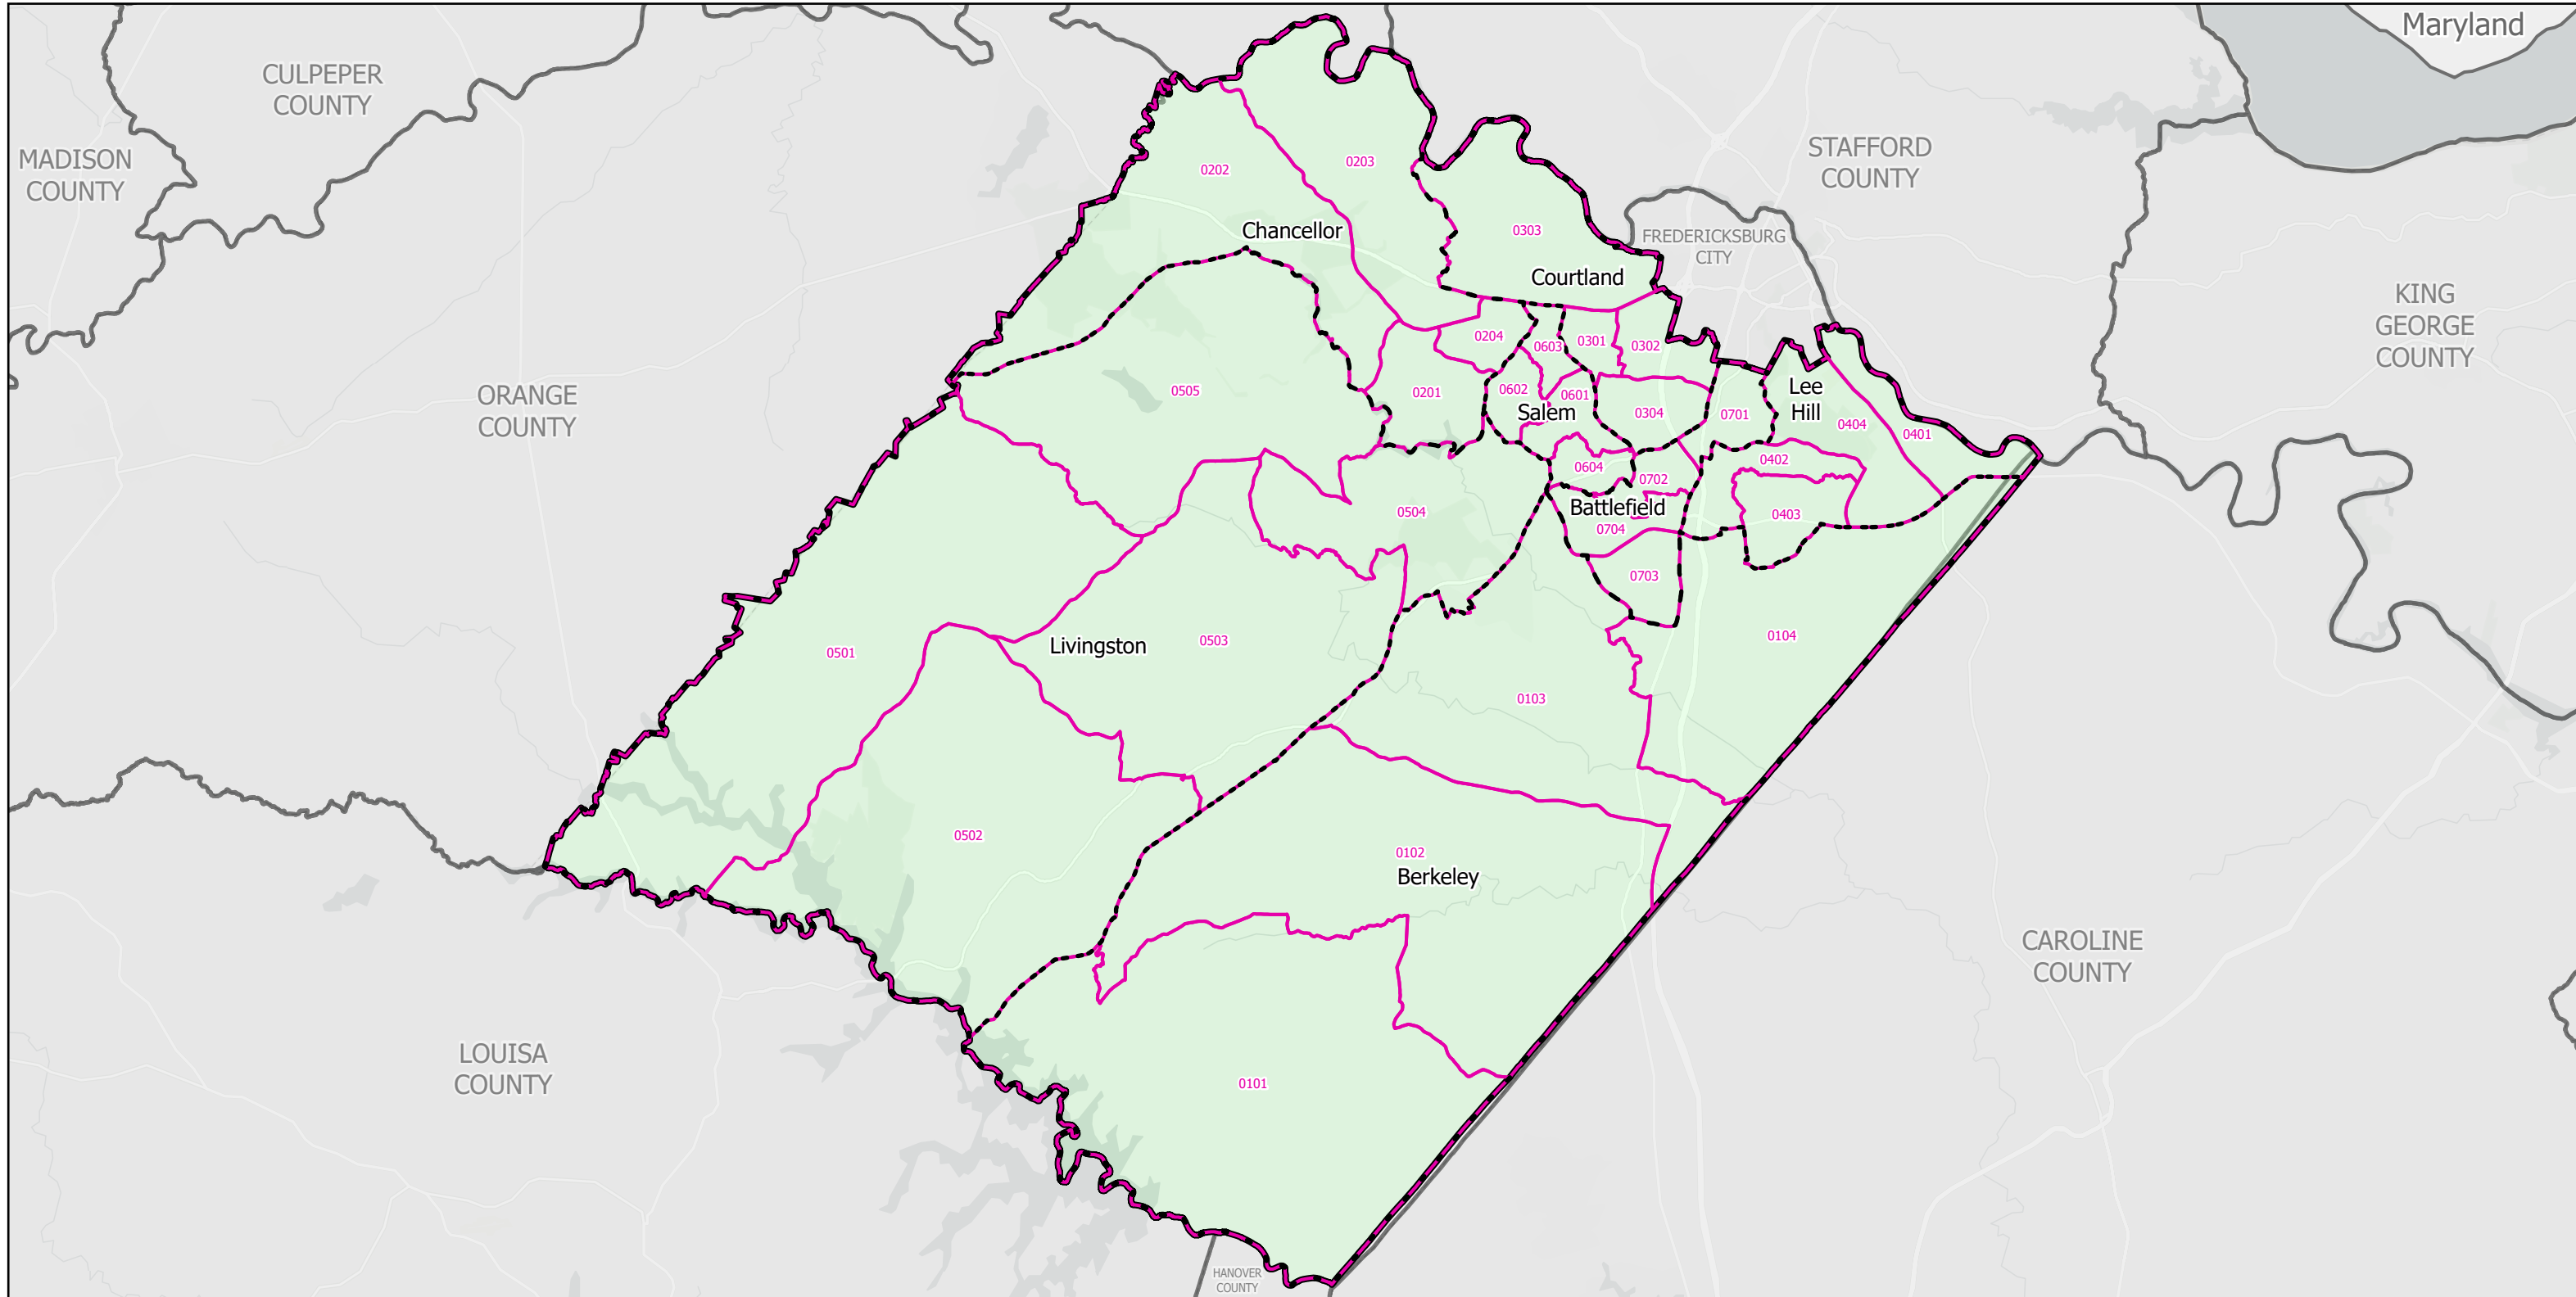 Maryland
CULPEPER
COUNTY
MADISON
COUNTY
STAFFORD
COUNTY
0203
0202
Chancellor
0303
FREDERICKSBURG
CITY
Courtland
KING
GEORGE
COUNTY
0204
0603
0301
0302
ORANGE
COUNTY
0505
0201
0602
0601
Salem
0304
0701
Lee
Hill
0404
0401
0402
0604
0702
Battlefield
0704
0504
0403
0703
0104
0501
Livingston
0503
0103
0502
0102
Berkeley
CAROLINE
COUNTY
LOUISA
COUNTY
0101
HANOVER
COUNTY